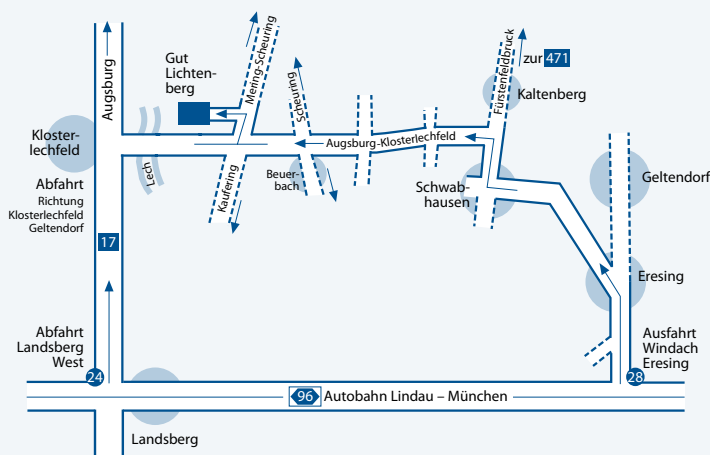 Augsburg
Gut
Lichten-
berg
Mering-Scheuring
Scheuring
Fürstenfeldbruck
zur 471
Kaltenberg
Kloster-
lechfeld
Lech
Augsburg-Klosterlechfeld
Abfahrt
Richtung
Klosterlechfeld
Geltendorf
Kaufering
Beuer-
bach
Schwab-
hausen
Geltendorf
17
Eresing
Abfahrt
Landsberg
West
24
Ausfahrt
Windach
Eresing
28
96 Autobahn Lindau – München
Landsberg